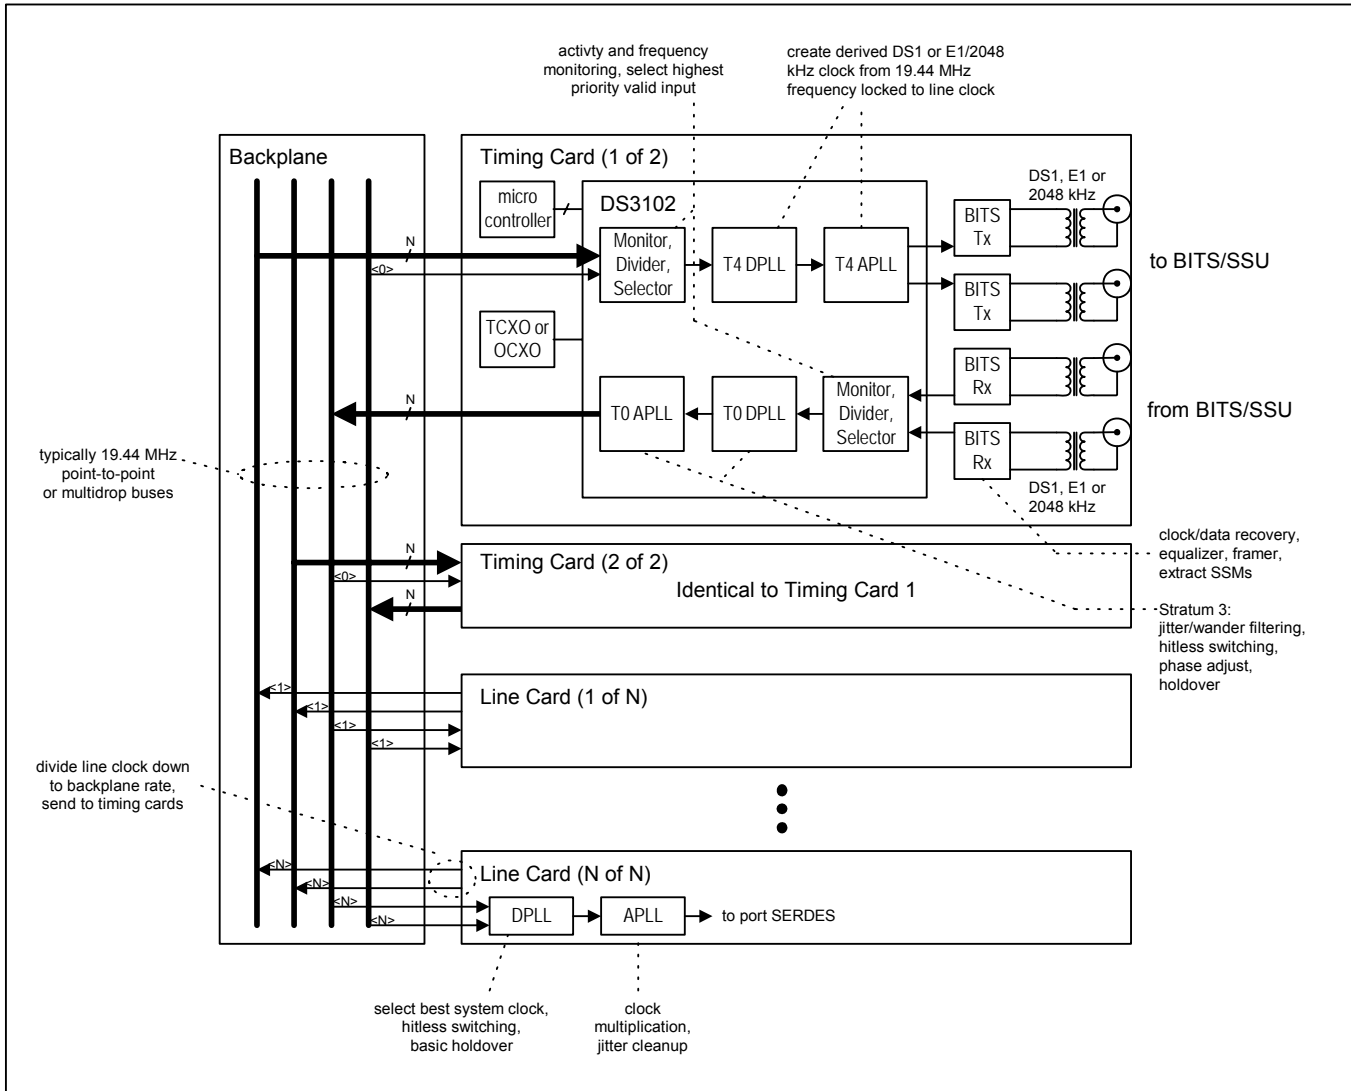 activty and frequency
monitoring, select highest
priority valid input
create derived DS1 or E1/2048
kHz clock from 19.44 MHz
frequency locked to line clock
Backplane
Timing Card (1 of 2)
micro
controller
DS3102
Monitor,
Divider,
Selector
T4 DPLL
T4 APLL
BITS
Tx
DS1, E1 or
2048 kHz
to BITS/SSU
BITS
Tx
N
<0>
TCXO or
OCXO
N
T0 APLL
T0 DPLL
Monitor,
Divider,
Selector
BITS
Rx
from BITS/SSU
BITS
Rx
DS1, E1 or
2048 kHz
typically 19.44 MHz
point-to-point
or multidrop buses
clock/data recovery,
equalizer, framer,
extract SSMs
N
<0>
N
Timing Card (2 of 2)
Identical to Timing Card 1
Stratum 3:
jitter/wander filtering,
hitless switching,
phase adjust,
holdover
<1>
<1>
<1>
<1>
Line Card (1 of N)
divide line clock down
to backplane rate,
send to timing cards
<N>
<N>
<N>
<N>
Line Card (N of N)
DPLL
APLL
to port SERDES
select best system clock,
hitless switching,
basic holdover
clock
multiplication,
jitter cleanup